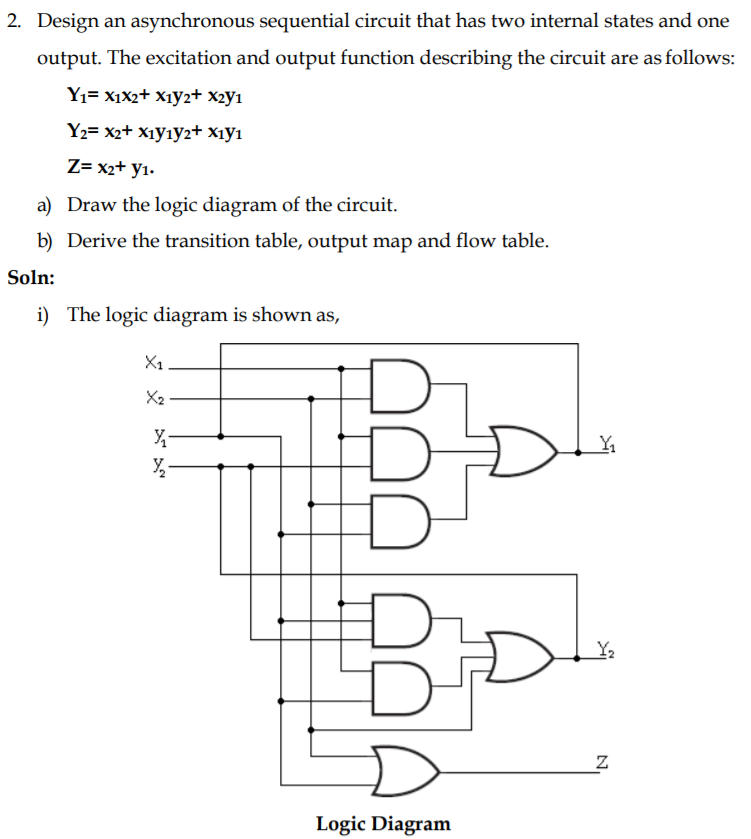 2. Design an asynchronous sequential circuit that has two internal states and one
output. The excitation and output function describing the circuit are as follows:
Y₁= x₁x₂+ x₁y₂+ x₂y₁
Y₂= x₂+ x₁y₁y₂+ x₁y₁
Z= x₂+ y₁.
a) Draw the logic diagram of the circuit.
b) Derive the transition table, output map and flow table.
Soln:
i) The logic diagram is shown as,
X₁
X₂
y₁
Y₁
y₂
Y₂
Z
Logic Diagram